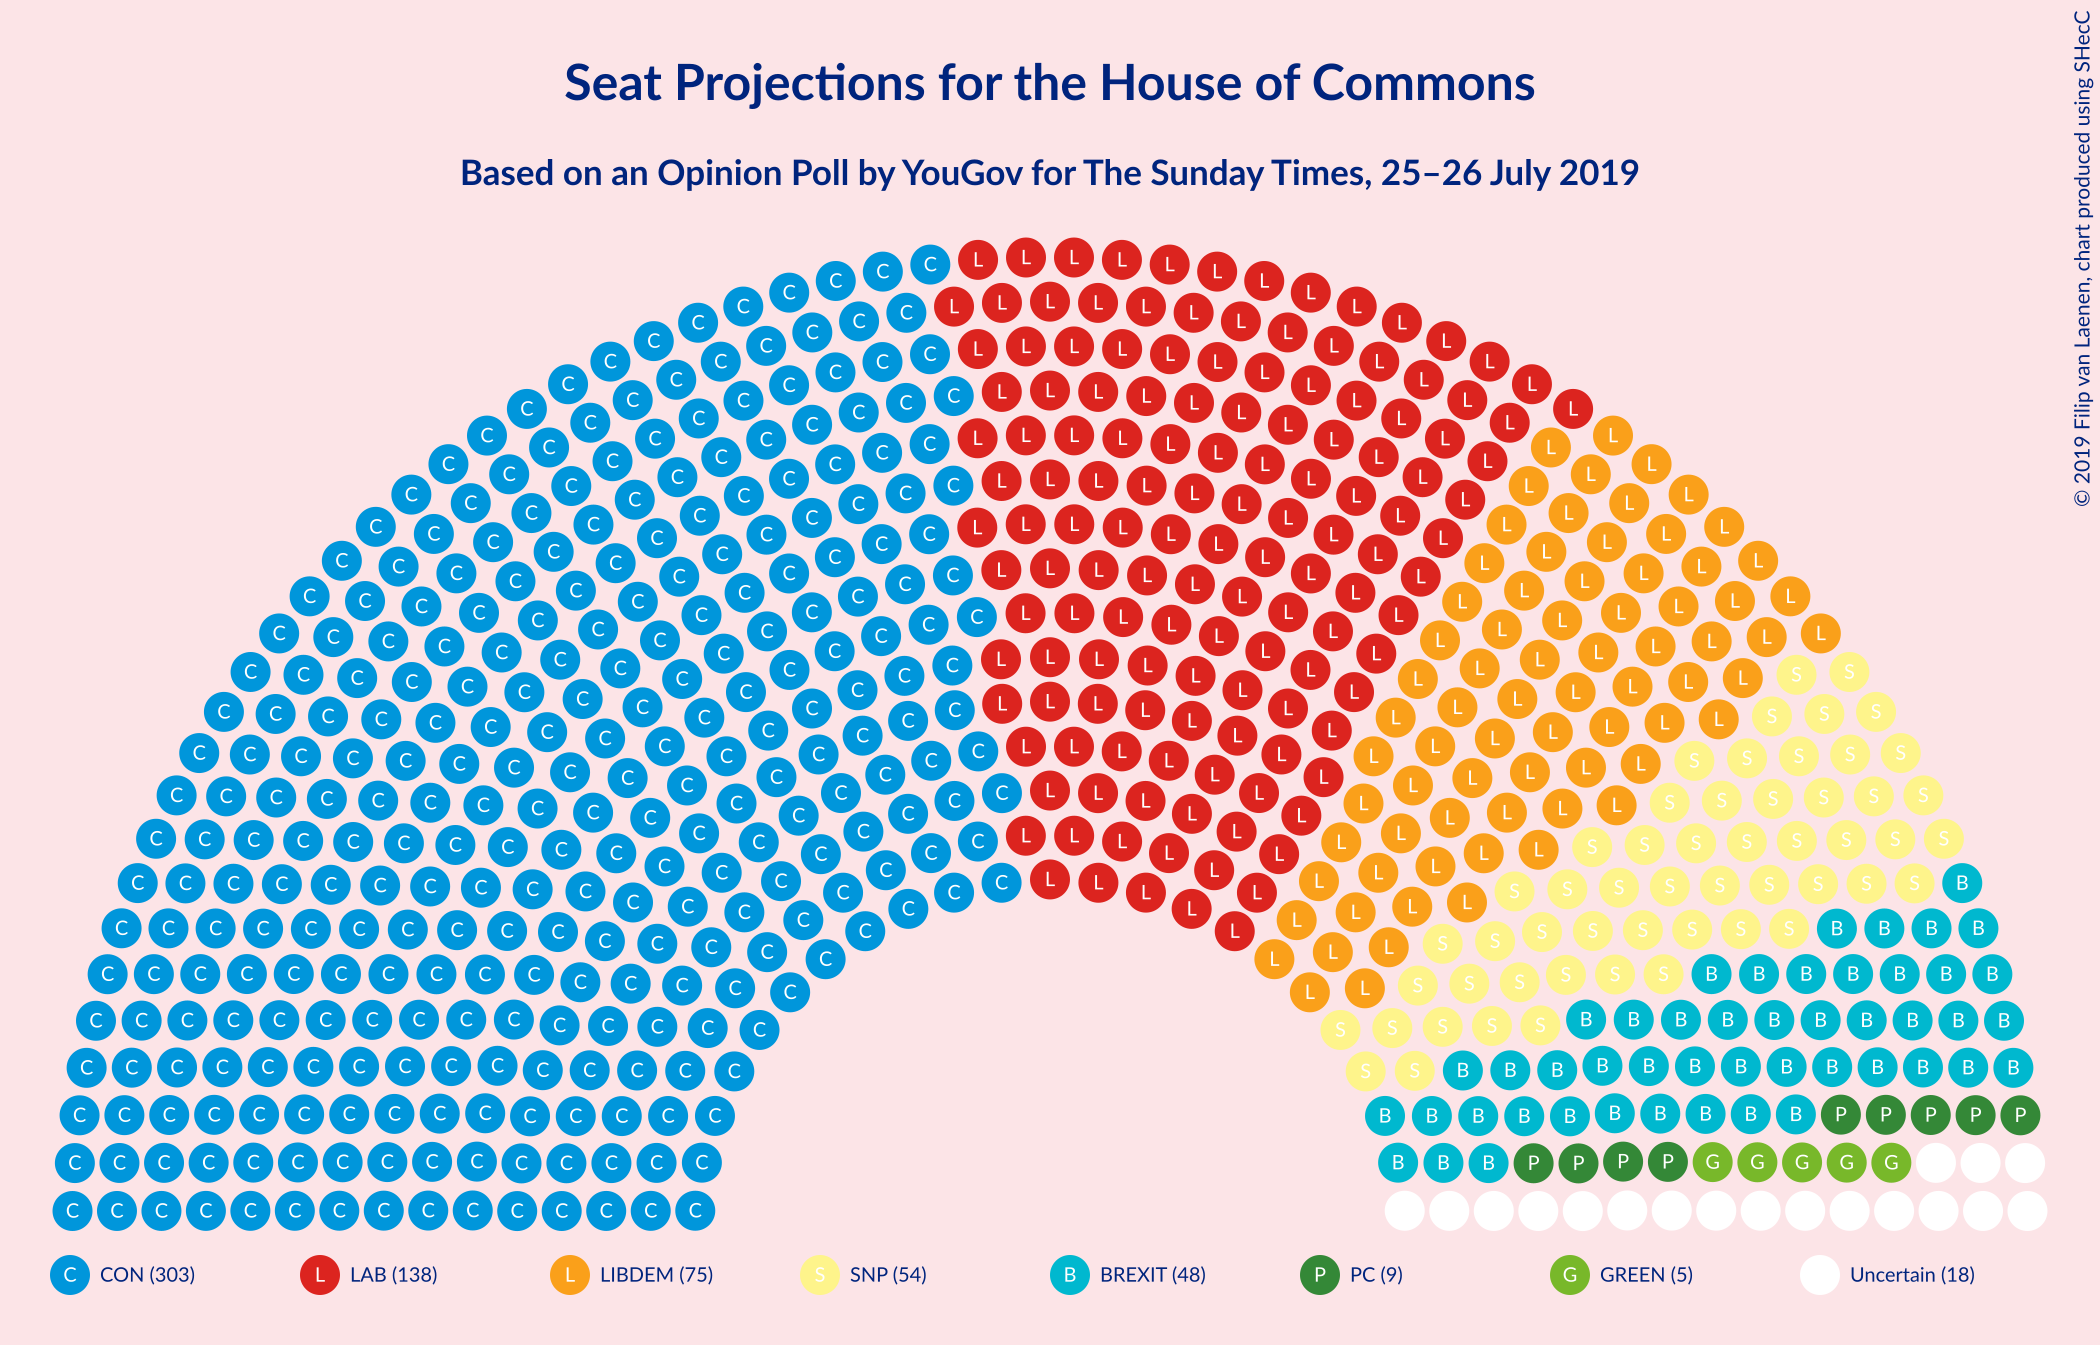 Seat Projections for the House of Commons
Based on an Opinion Poll by YouGov for The Sunday Times, 25–26 July 2019
© 2019 Filip van Laenen, chart produced using SHecC
C CON (303) L LAB (138) L LIBDEM (75) S SNP (54) B BREXIT (48) P PC (9) G GREEN (5) Uncertain (18)